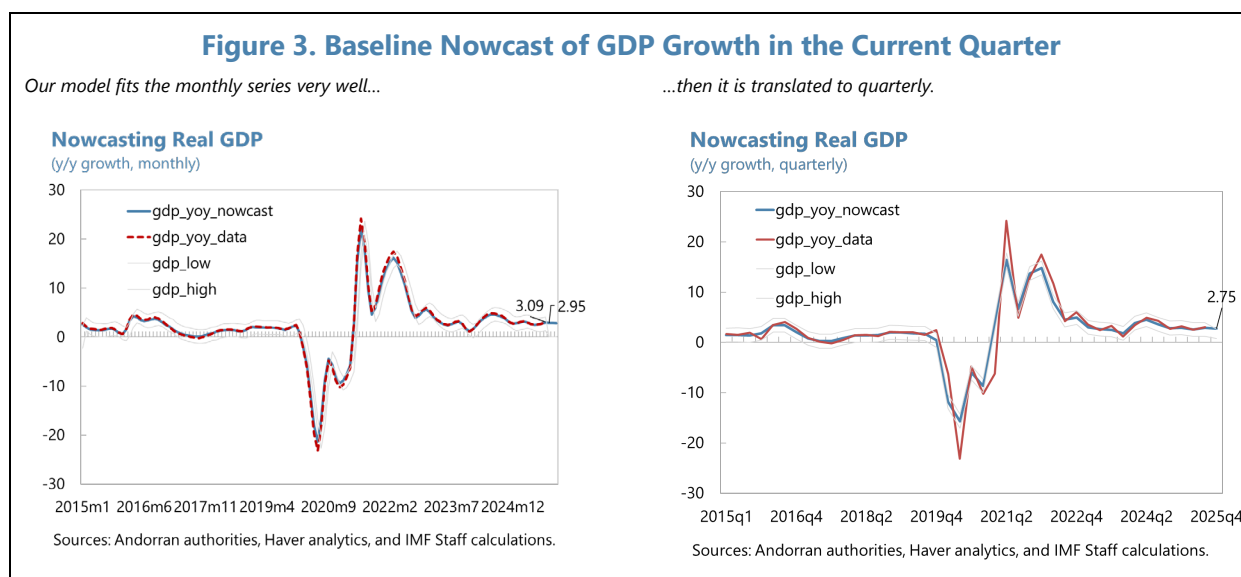 Figure 3. Baseline Nowcast of GDP Growth in the Current Quarter
Our model fits the monthly series very well...
...then it is translated to quarterly.
Nowcasting Real GDP
(y/y growth, monthly)
30
20
10
0
-10
-20
-30
gdp_yoy_nowcast
gdp_yoy_data
gdp_low
gdp_high
3.09
2.95
2015m1 2016m6 2017m11 2019m4 2020m9 2022m2 2023m7 2024m12
Sources: Andorran authorities, Haver analytics, and IMF Staff calculations.
Nowcasting Real GDP
(y/y growth, quarterly)
30
20
10
0
-10
-20
-30
gdp_yoy_nowcast
gdp_yoy_data
gdp_low
gdp_high
2.75
2015q1 2016q4 2018q2 2019q4 2021q2 2022q4 2024q2 2025q4
Sources: Andorran authorities, Haver analytics, and IMF Staff calculations.